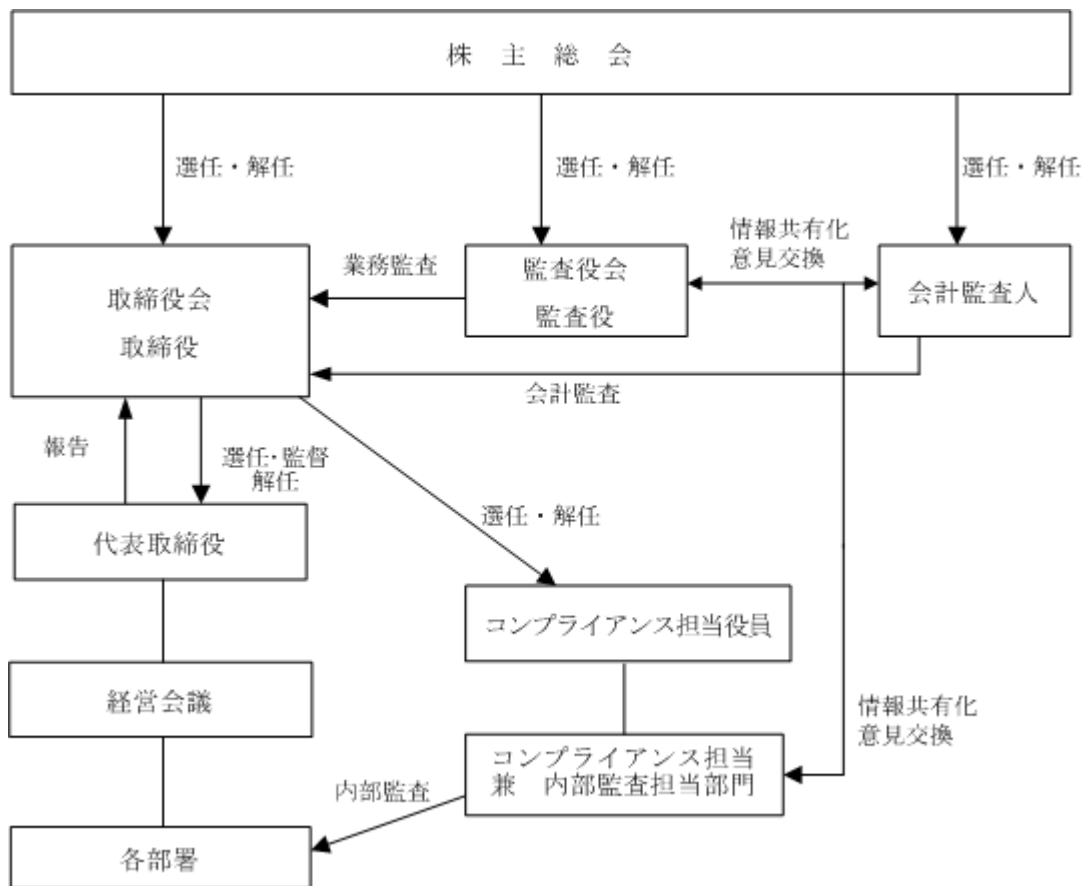 株 主 総 会
選任・解任
選任・解任
選任・解任
情報共有化
意見交換
業務監査
取締役会
取締役
監査役会
監査役
会計監査人
会計監査
報告
選任・監督
解任
選任・解任
代表取締役
コンプライアンス担当役員
経営会議
情報共有化
意見交換
コンプライアンス担当
兼 内部監査担当部門
内部監査
各部署